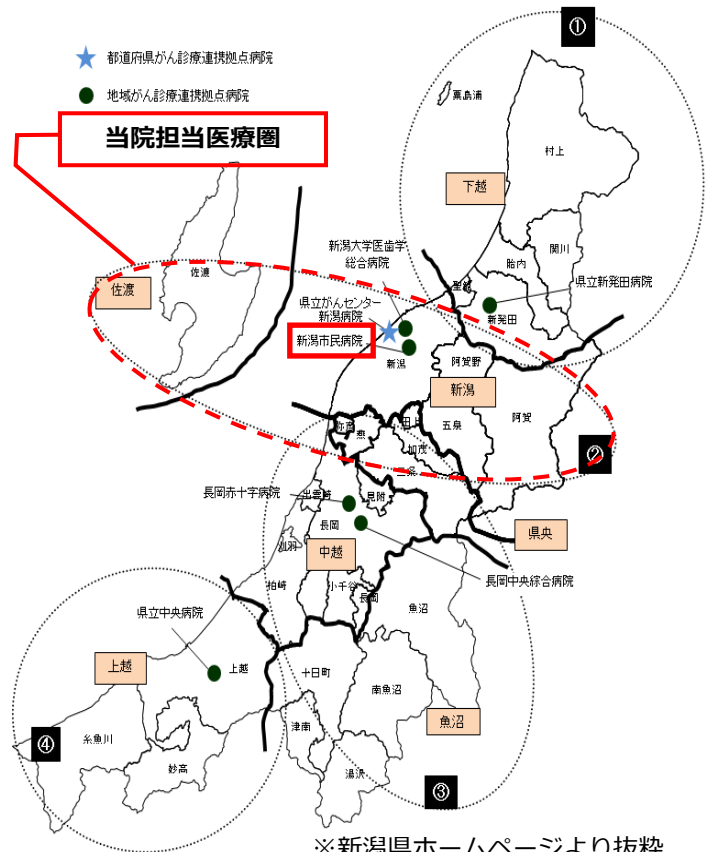 ①
都道府県がん診療連携拠点病院
地域がん診療連携拠点病院
当院担当医療圏
粟島浦
村上
下越
関川
胎内
新潟大学医歯学
総合病院
県立新発田病院
聖籠
新発田
佐渡
佐渡
県立がんセンター
新潟病院
新潟市民病院
新潟
阿賀野
新潟
五泉
阿賀
②
弥彦
燕
田上
加茂
三条
長岡赤十字病院
出雲崎
見附
長岡
県央
刈羽
中越
長岡中央綜合病院
柏崎
小千谷
長岡
魚沼
県立中央病院
上越
上越
十日町
南魚沼
津南
魚沼
④
糸魚川
妙高
湯沢
③
※新潟県ホームページより抜粋